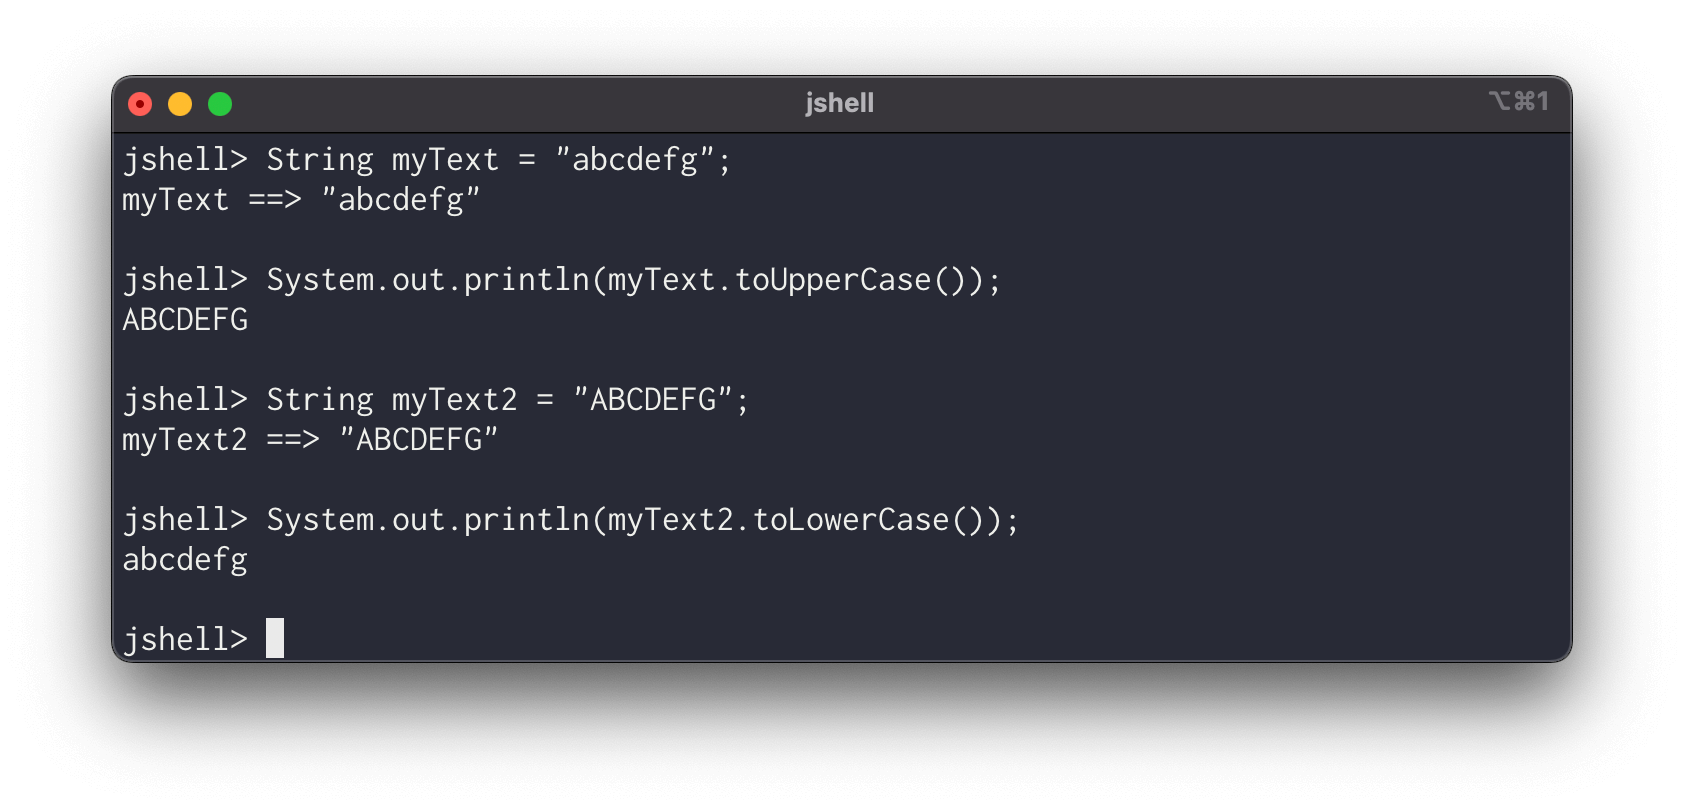 jshell
⌥⌘1
jshell> String myText = "abcdefg";
myText ==> "abcdefg"
jshell> System.out.println(myText.toUpperCase());
ABCDEFG
jshell> String myText2 = "ABCDEFG";
myText2 ==> "ABCDEFG"
jshell> System.out.println(myText2.toLowerCase());
abcdefg
jshell>